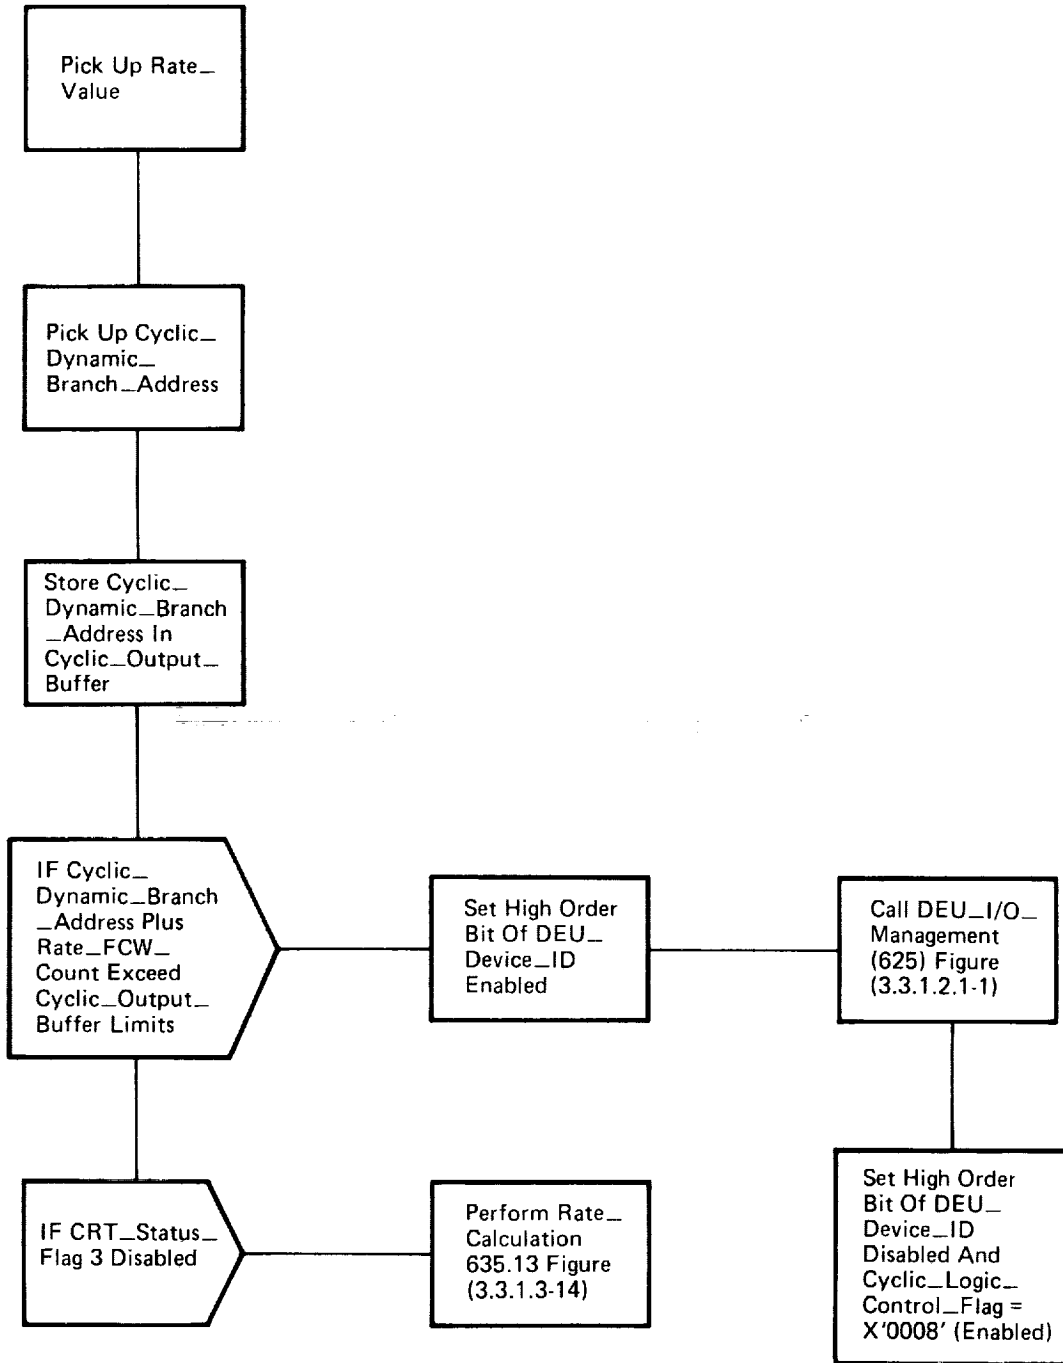 Pick Up Rate_
Value
Pick Up Cyclic_
Dynamic_
Branch_Address
Store Cyclic_
Dynamic_Branch
_Address In
Cyclic_Output_
Buffer
IF Cyclic_
Dynamic_Branch
_Address Plus
Rate_FCW_
Count Exceed
Cyclic_Output_
Buffer Limits
Set High Order
Bit Of DEU_
Device_ID
Enabled
Call DEU_I/O_
Management
(625) Figure
(3.3.1.2.1-1)
IF CRT_Status_
Flag 3 Disabled
Perform Rate_
Calculation
635.13 Figure
(3.3.1.3-14)
Set High Order
Bit Of DEU_
Device_ID
Disabled And
Cyclic_Logic_
Control_Flag =
X'0008' (Enabled)